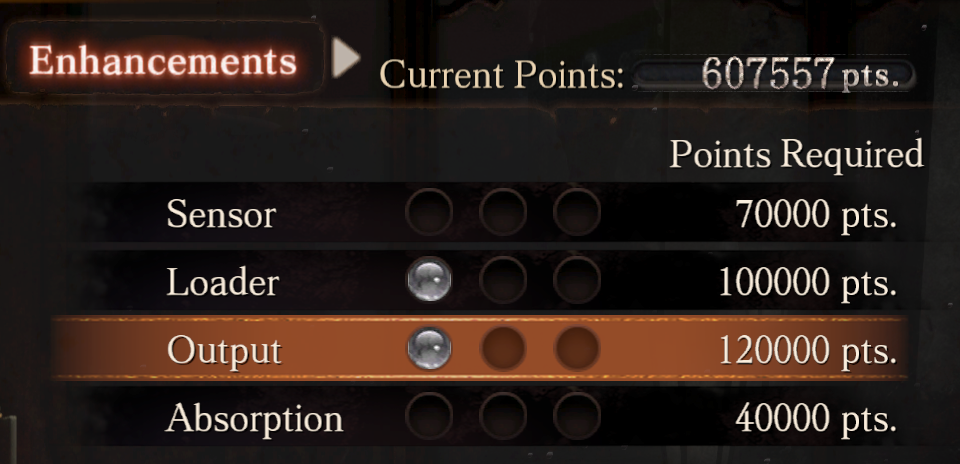 Enhancements
Current Points: 607557 pts.
Points Required
Sensor 70000 pts.
Loader 100000 pts.
Output 120000 pts.
Absorption 40000 pts.